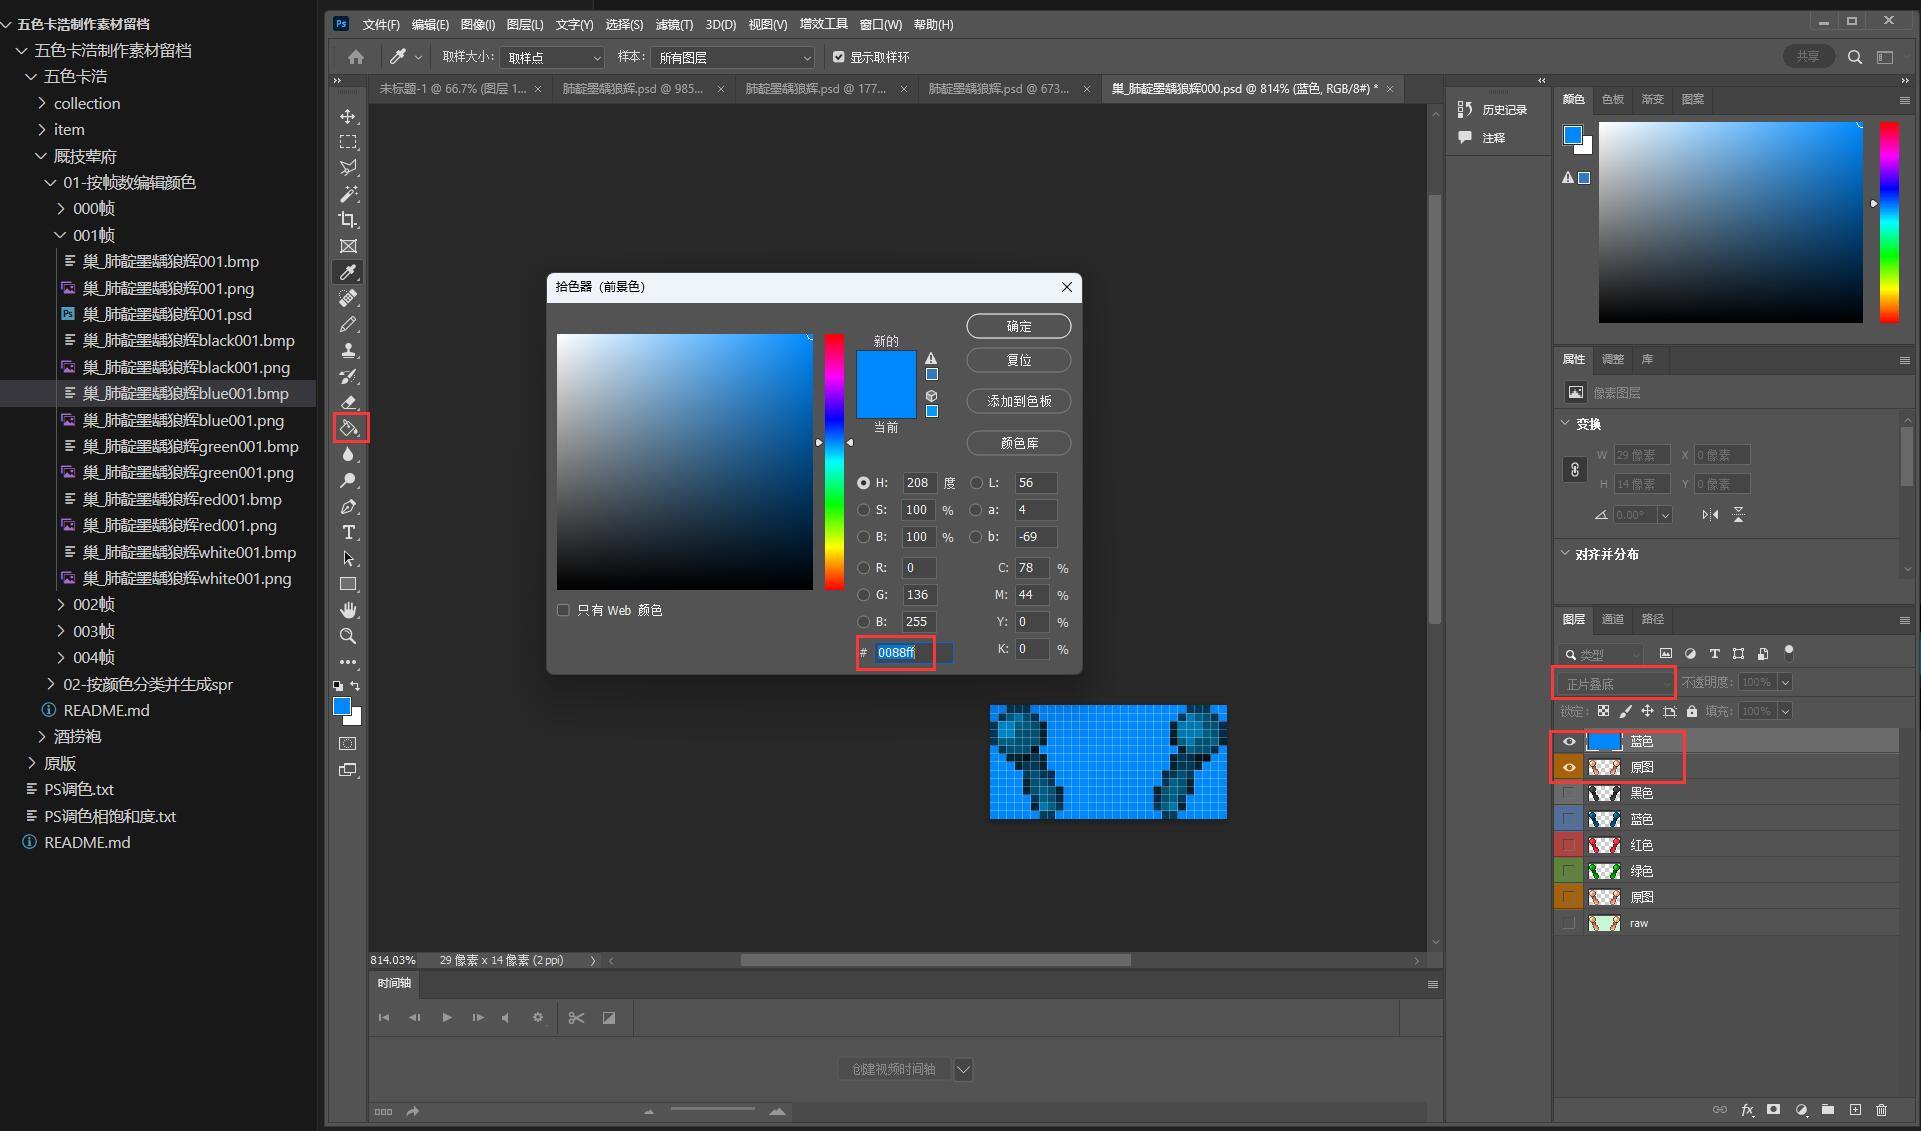 五色卡浩制作素材留档
五色卡浩制作素材留档
五色卡浩
collection
item
厩技荤府
01-按帧数编辑颜色
000帧
001帧
巢_肺靛墨龋狼辉001.bmp
巢_肺靛墨龋狼辉001.png
巢_肺靛墨龋狼辉001.psd
巢_肺靛墨龋狼辉black001.bmp
巢_肺靛墨龋狼辉black001.png
巢_肺靛墨龋狼辉blue001.bmp
巢_肺靛墨龋狼辉blue001.png
巢_肺靛墨龋狼辉green001.bmp
巢_肺靛墨龋狼辉green001.png
巢_肺靛墨龋狼辉red001.bmp
巢_肺靛墨龋狼辉red001.png
巢_肺靛墨龋狼辉white001.bmp
巢_肺靛墨龋狼辉white001.png
002帧
003帧
004帧
02-按颜色分类并生成spr
README.md
酒捞袍
原版
PS调色.txt
PS调色相饱和度.txt
README.md
Ps 文件(F) 编辑(E) 图像(I) 图层(L) 文字(Y) 选择(S) 滤镜(T) 3D(D) 视图(V) 增效工具 窗口(W) 帮助(H)
取样大小: 取样点 样本: 所有图层 显示取样环 共享
未标题-1 @ 66.7% (图层 1... × 肺靛墨龋狼辉.psd @ 985... × 肺靛墨龋狼辉.psd @ 177... × 肺靛墨龋狼辉.psd @ 673... × 巢_肺靛墨龋狼辉000.psd @ 814% (蓝色, RGB/8#) * ×
拾色器（前景色）
新的
当前
确定
复位
添加到色板
颜色库
H: 208 度 L: 56
S: 100 % a: 4
B: 100 % b: -69
R: 0 C: 78 %
G: 136 M: 44 %
B: 255 Y: 0 %
# 0088ff K: 0 %
只有 Web 颜色
814.03% 29 像素 x 14 像素 (2 ppi)
时间轴
创建视频时间轴
历史记录
注释
颜色 色板 渐变 图案
属性 调整 库
像素图层
变换
W 29 像素 X 0 像素
H 14 像素 Y 0 像素
0.00°
对齐并分布
图层 通道 路径
类型
正片叠底 不透明度: 100%
锁定: 填充: 100%
蓝色
原图
黑色
蓝色
红色
绿色
原图
raw
fx